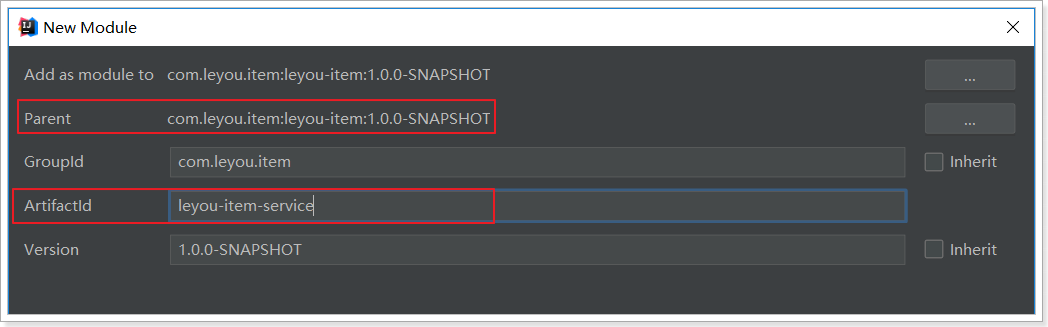 New Module
Add as module to com.leyou.item:leyou-item:1.0.0-SNAPSHOT ...
Parent com.leyou.item:leyou-item:1.0.0-SNAPSHOT ...
GroupId com.leyou.item Inherit
ArtifactId leyou-item-service
Version 1.0.0-SNAPSHOT Inherit